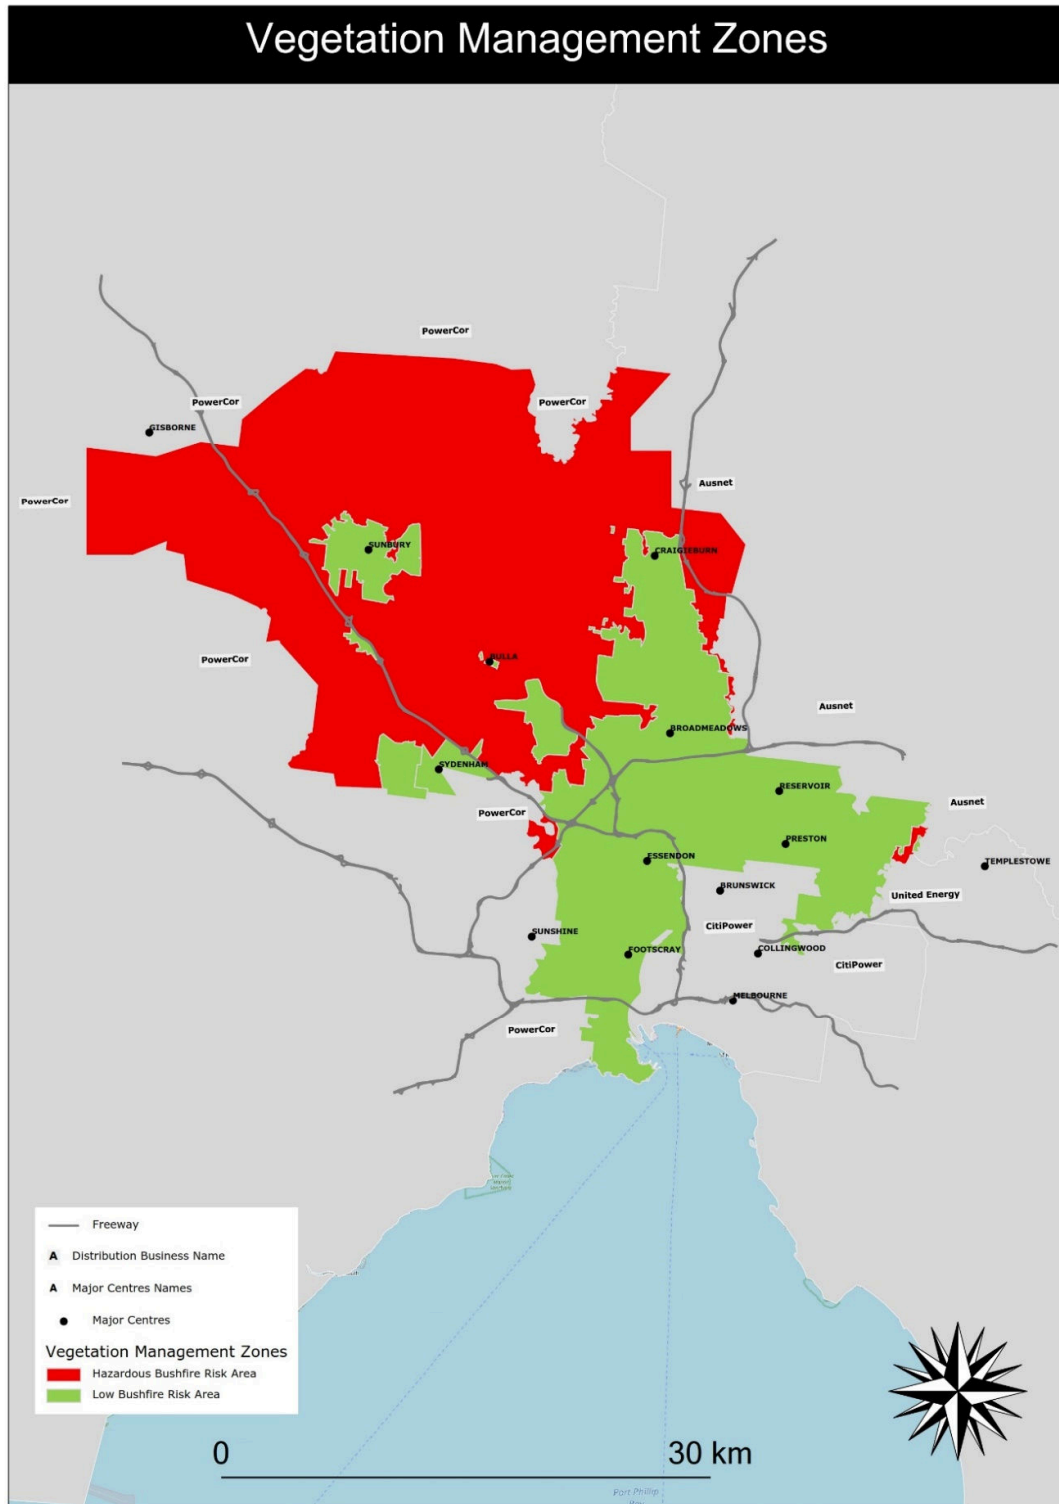 Vegetation Management Zones
PowerCor
PowerCor
PowerCor
GISBORNE
Ausnet
PowerCor
SUNBURY
CRAIGIEBURN
PowerCor
BULLA
Ausnet
BROADMEADOWS
SYDENHAM
RESERVOIR
Ausnet
PowerCor
PRESTON
ESSENDON
TEMPLESTOWE
BRUNSWICK
United Energy
CitiPower
SUNSHINE
FOOTSCRAY
COLLINGWOOD
CitiPower
MELBOURNE
PowerCor
Freeway
A Distribution Business Name
A Major Centres Names
Major Centres
Vegetation Management Zones
Hazardous Bushfire Risk Area
Low Bushfire Risk Area
0 30 km
Port Phillip